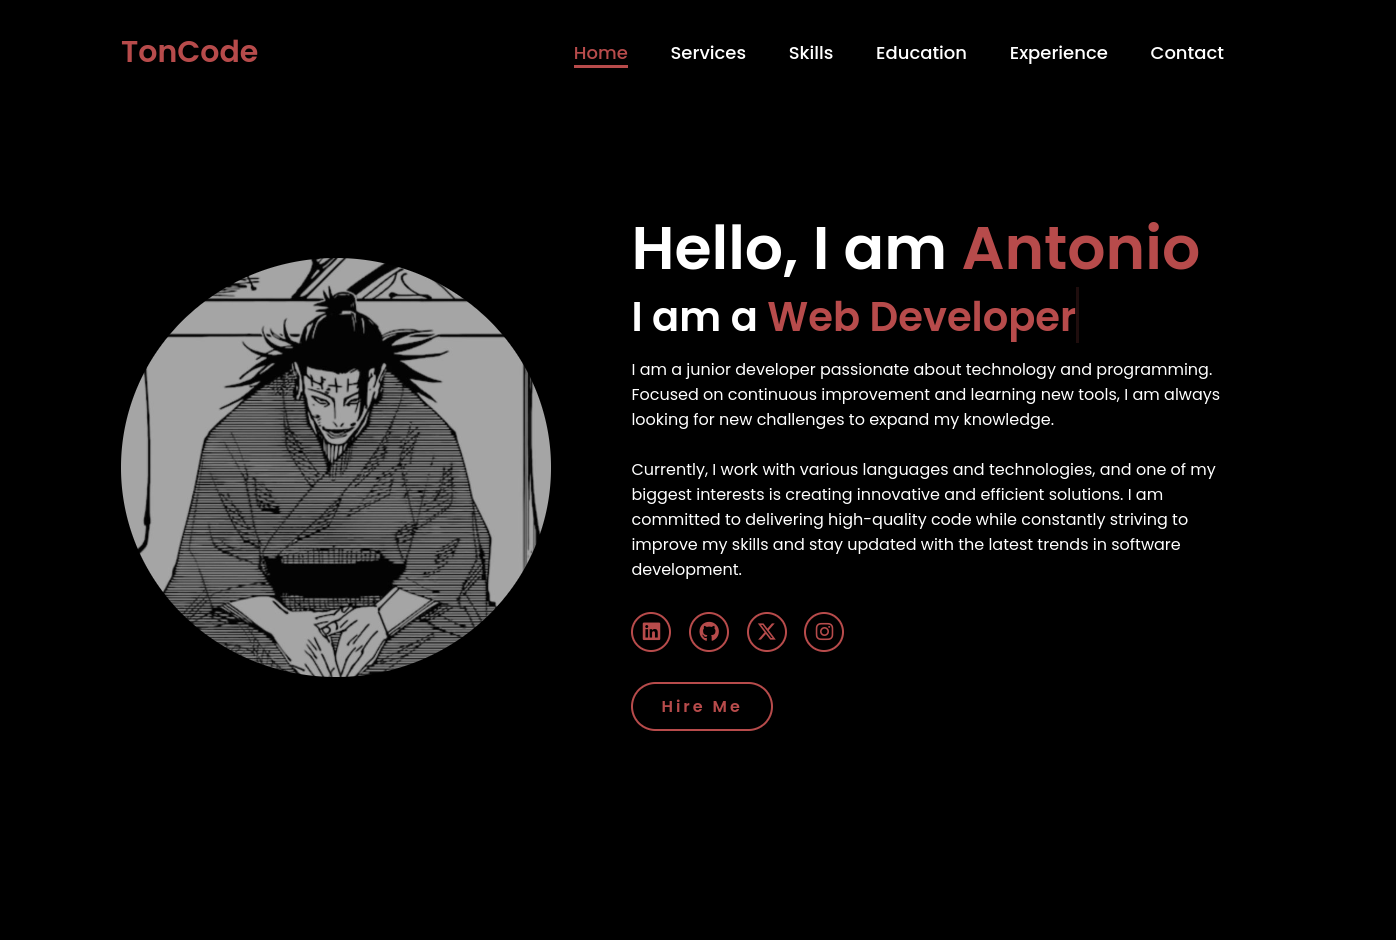 TonCode
Home Services Skills Education Experience Contact
Hello, I am Antonio
I am a Web Developer
I am a junior developer passionate about technology and programming.
Focused on continuous improvement and learning new tools, I am always
looking for new challenges to expand my knowledge.
Currently, I work with various languages and technologies, and one of my
biggest interests is creating innovative and efficient solutions. I am
committed to delivering high-quality code while constantly striving to
improve my skills and stay updated with the latest trends in software
development.
Hire Me